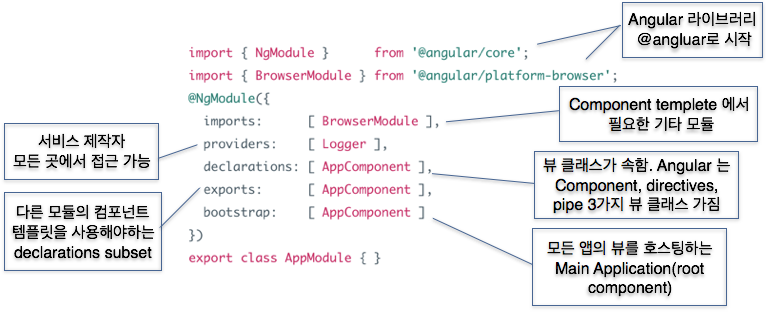 Angular 라이브러리
@angluar로 시작
import { NgModule }      from '@angular/core';
import { BrowserModule } from '@angular/platform-browser';
@NgModule({
imports:      [ BrowserModule ],
providers:    [ Logger ],
declarations: [ AppComponent ],
exports:      [ AppComponent ],
bootstrap:    [ AppComponent ]
})
export class AppModule { }
Component templete 에서
필요한 기타 모듈
서비스 제작자
모든 곳에서 접근 가능
뷰 클래스가 속함. Angular 는
Component, directives,
pipe 3가지 뷰 클래스 가짐
다른 모듈의 컴포넌트
템플릿을 사용해야하는
declarations subset
모든 앱의 뷰를 호스팅하는
Main Application(root
component)